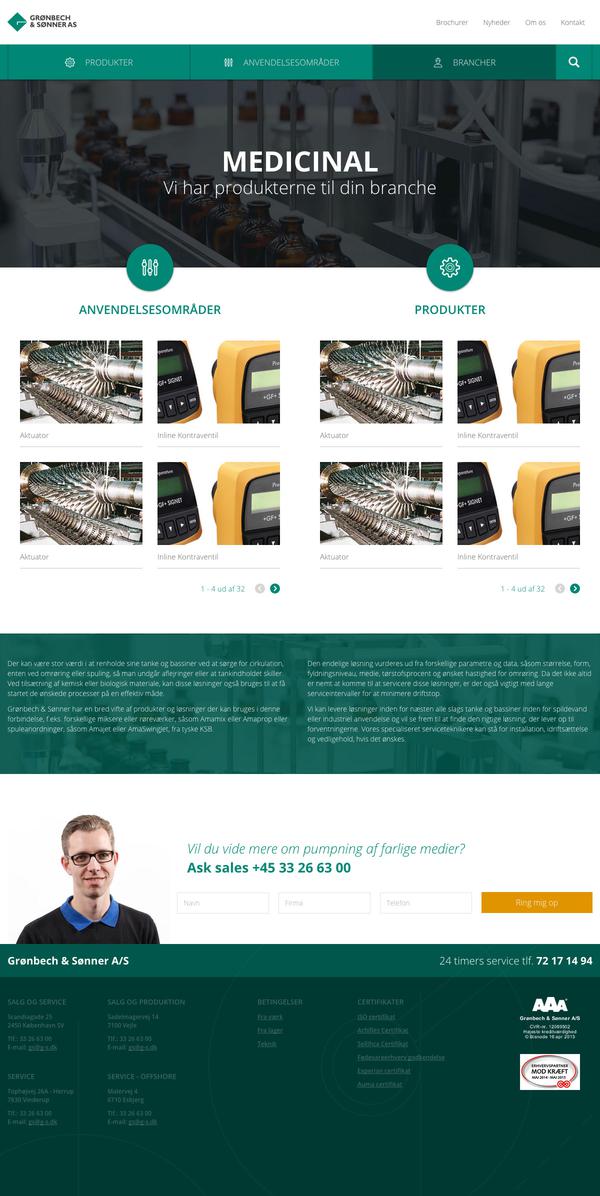 GRØNBECH
& SØNNER AS
Brochurer Nyheder Om os Kontakt
PRODUKTER ANVENDELSESOMRÅDER BRANCHER
MEDICINAL
Vi har produkterne til din branche
ANVENDELSESOMRÅDER
Aktuator Inline Kontraventil
Aktuator Inline Kontraventil
1 - 4 ud af 32
PRODUKTER
Aktuator Inline Kontraventil
Aktuator Inline Kontraventil
1 - 4 ud af 32
Der kan være stor værdi i at renholde sine tanke og bassiner ved at sørge for cirkulation,
enten ved omrøring eller spuling, så man undgår aflejringer eller at tankindholdet skiller.
Ved tilsætning af kemisk eller biologisk materiale, kan disse løsninger også bruges til at få
startet de ønskede processer på en effektiv måde.
Grønbech & Sønner har en bred vifte af produkter og løsninger der kan bruges i denne
forbindelse, f.eks. forskellige miksere eller røreværker, såsom Amamix eller Amaprop eller
spuleanordninger, såsom Amajet eller AmaSwingjet, fra tyske KSB.
Den endelige løsning vurderes ud fra forskellige parametre og data, såsom størrelse, form,
fyldningsniveau, medie, tørstofsprocent og ønsket hastighed for omrøring. Da det ikke altid
er nemt at komme til at servicere disse løsninger, er det også vigtigt med lange
serviceintervaller for at minimere driftstop.
Vi kan levere løsninger inden for næsten alle slags tanke og bassiner inden for spildevand
eller industriel anvendelse og vil se frem til at finde den rigtige løsning, der lever op til
forventningerne. Vores specialiseret serviceteknikere kan stå for installation, idriftsættelse
og vedligehold, hvis det ønskes.
Vil du vide mere om pumpning af farlige medier?
Ask sales +45 33 26 63 00
Navn Firma Telefon Ring mig op
Grønbech & Sønner A/S 24 timers service tlf. 72 17 14 94
SALG OG SERVICE
Scandiagade 25
2450 København SV
Tlf.: 33 26 63 00
E-mail: gs@g-s.dk
SALG OG PRODUKTION
Sadelmagervej 14
7100 Vejle
Tlf.: 33 26 63 00
E-mail: gs@g-s.dk
SERVICE
Tophøjvej 26A - Herrup
7830 Vinderup
Tlf.: 33 26 63 00
E-mail: gs@g-s.dk
SERVICE - OFFSHORE
Mådevej 4
6710 Esbjerg
Tlf.: 33 26 63 00
E-mail: gs@g-s.dk
BETINGELSER
Fra værk
Fra lager
Teknik
CERTIFIKATER
ISO certifikat
Achilles Certifikat
Sellihca Certifikat
Fødevareerhverv godkendelse
Experian certifikat
Auma certifikat
AAA
Grønbech & Sønner A/S
CVR-nr. 12099502
Højeste kreditværdighed
© Bisnode 16 apr 2015
ERHVERVSPARTNER
MOD KRÆFT
MAJ 2014 - MAJ 2015